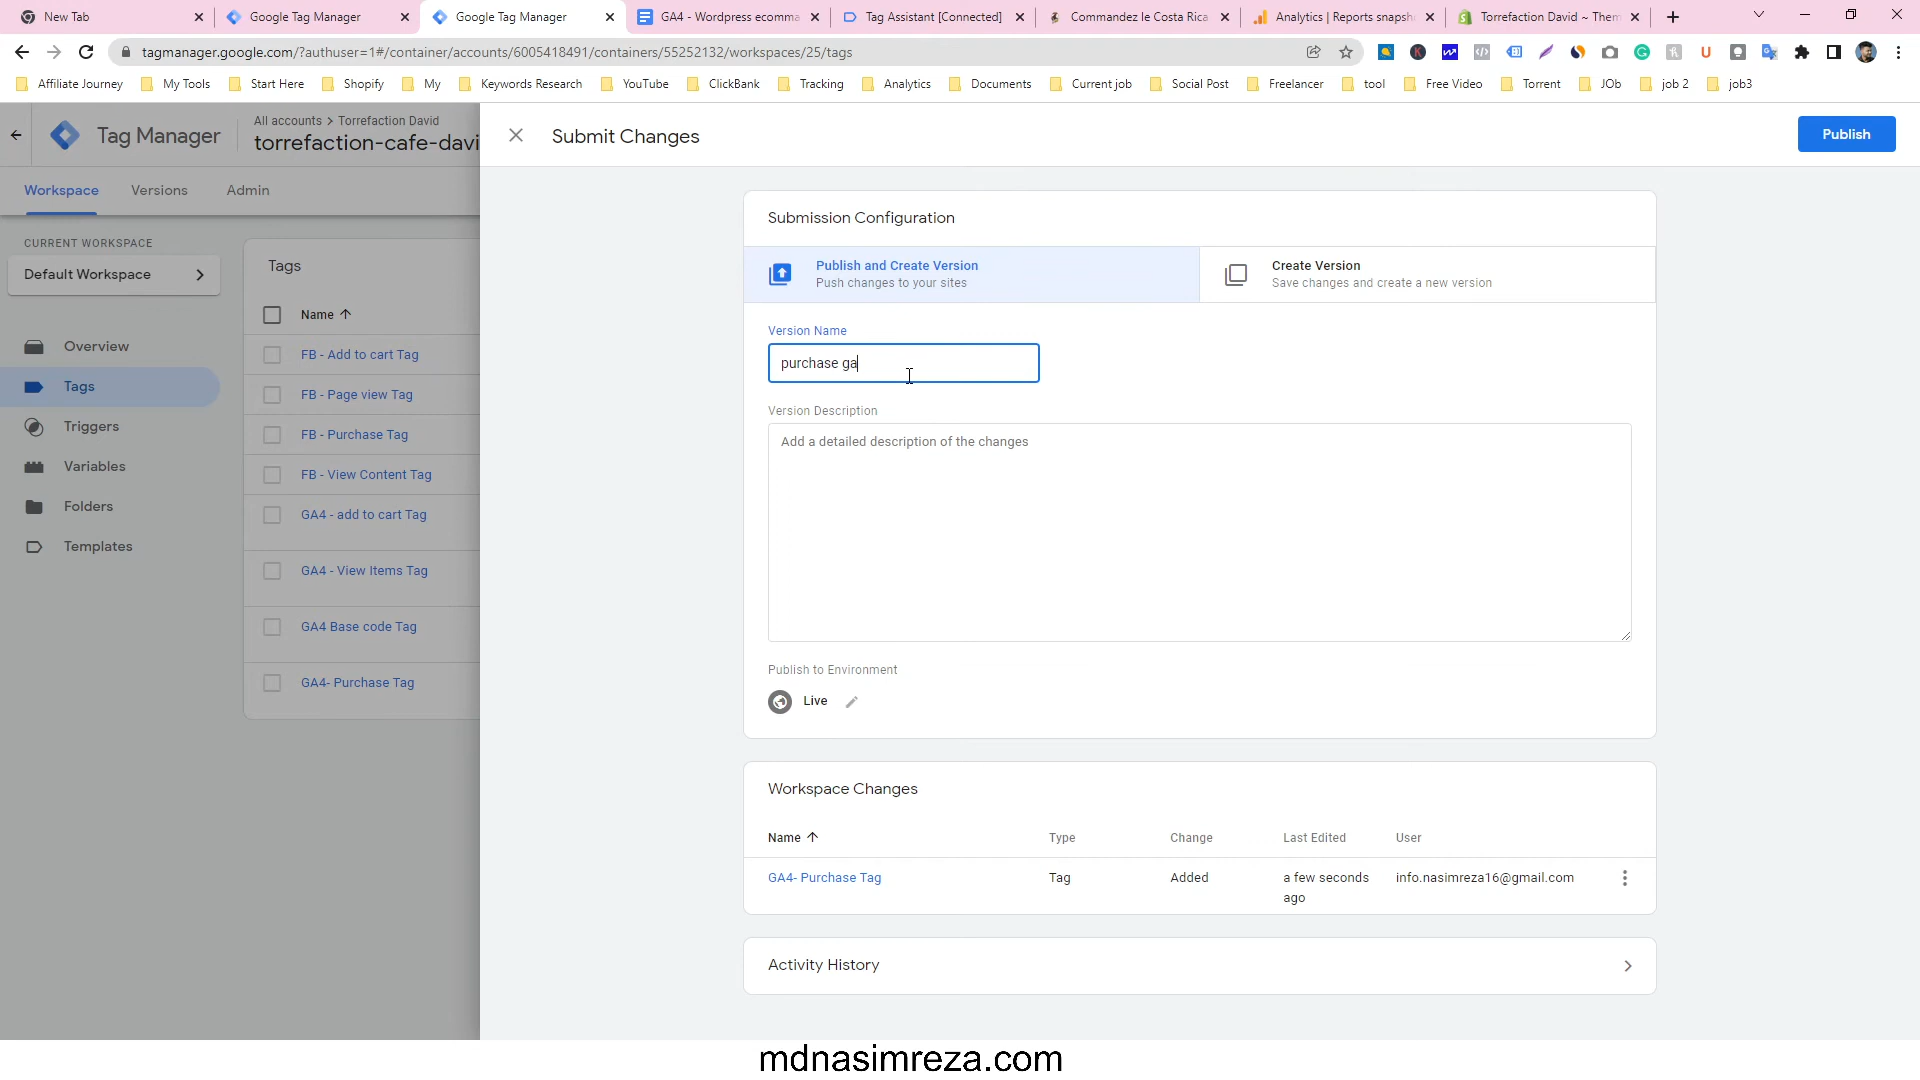 New Tab
Google Tag Manager
Google Tag Manager
GA4 - Wordpress ecomma
Tag Assistant [Connected]
Commandez le Costa Rica
Analytics | Reports snapsh
Torrefaction David ~ Them
tagmanager.google.com/?authuser=1#/container/accounts/6005418491/containers/55252132/workspaces/25/tags
Affiliate Journey
My Tools
Start Here
Shopify
My
Keywords Research
YouTube
ClickBank
Tracking
Analytics
Documents
Current job
Social Post
Freelancer
tool
Free Video
Torrent
JOb
job 2
job3
Tag Manager
All accounts > Torrefaction David
torrefaction-cafe-davi
Submit Changes
Publish
Workspace
Versions
Admin
CURRENT WORKSPACE
Default Workspace
Overview
Tags
Triggers
Variables
Folders
Templates
Tags
Name
FB - Add to cart Tag
FB - Page view Tag
FB - Purchase Tag
FB - View Content Tag
GA4 - add to cart Tag
GA4 - View Items Tag
GA4 Base code Tag
GA4- Purchase Tag
Submission Configuration
Publish and Create Version
Push changes to your sites
Create Version
Save changes and create a new version
Version Name
purchase ga
Version Description
Add a detailed description of the changes
Publish to Environment
Live
Workspace Changes
Name
Type
Change
Last Edited
User
GA4- Purchase Tag
Tag
Added
a few seconds
ago
info.nasimreza16@gmail.com
Activity History
mdnasimreza.com